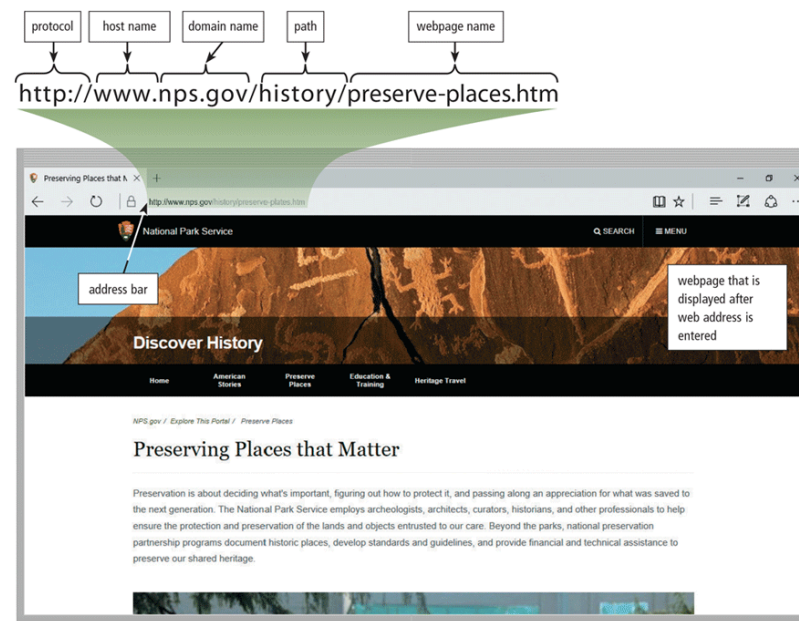 protocol
host name
domain name
path
webpage name
http://www.nps.gov/history/preserve-places.htm
Preserving Places that M
http://www.nps.gov/history/preserve-places.htm
National Park Service
SEARCH
MENU
address bar
webpage that is
displayed after
web address is
entered
Discover History
Home
American
Stories
Preserve
Places
Education &
Training
Heritage Travel
NPS.gov / Explore This Portal / Preserve Places
Preserving Places that Matter
Preservation is about deciding what's important, figuring out how to protect it, and passing along an appreciation for what was saved to
the next generation. The National Park Service employs archeologists, architects, curators, historians, and other professionals to help
ensure the protection and preservation of the lands and objects entrusted to our care. Beyond the parks, national preservation
partnership programs document historic places, develop standards and guidelines, and provide financial and technical assistance to
preserve our shared heritage.